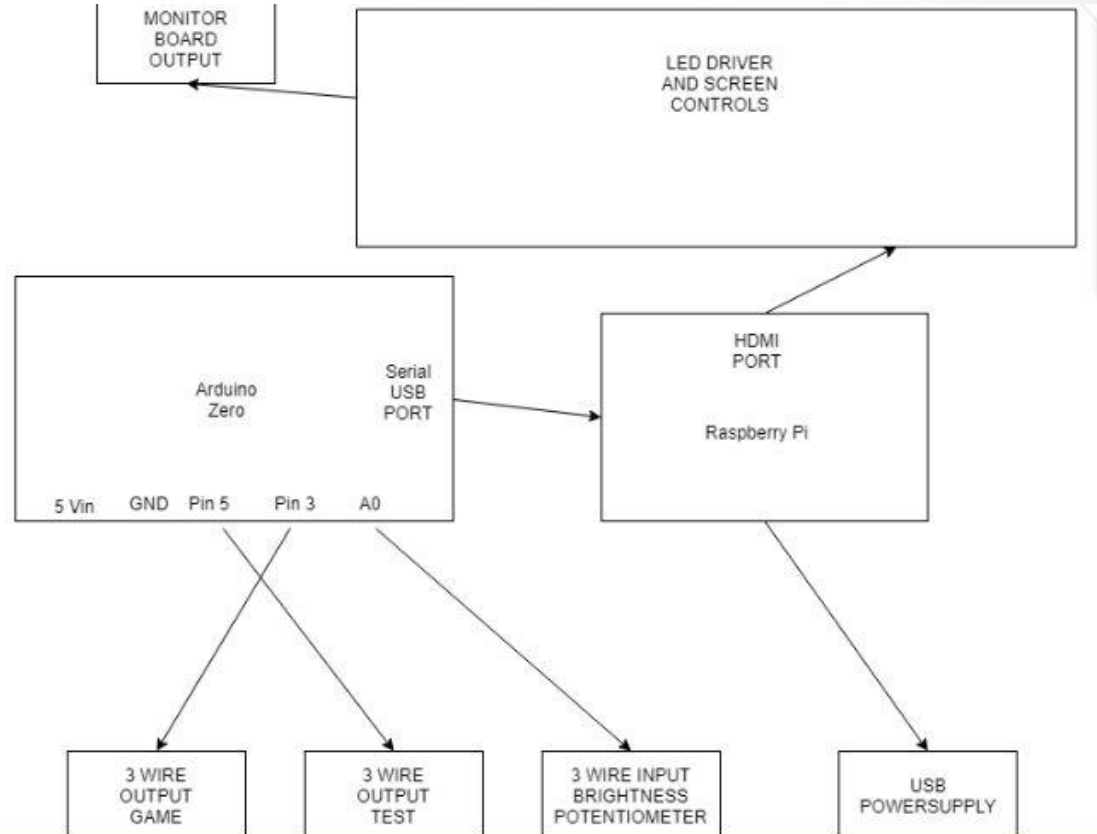 MONITOR
BOARD
OUTPUT
LED DRIVER
AND SCREEN
CONTROLS
Arduino
Zero
Serial
USB
PORT
5 Vin
GND
Pin 5
Pin 3
A0
HDMI
PORT
Raspberry Pi
3 WIRE
OUTPUT
GAME
3 WIRE
OUTPUT
TEST
3 WIRE INPUT
BRIGHTNESS
POTENTIOMETER
USB
POWERSUPPLY